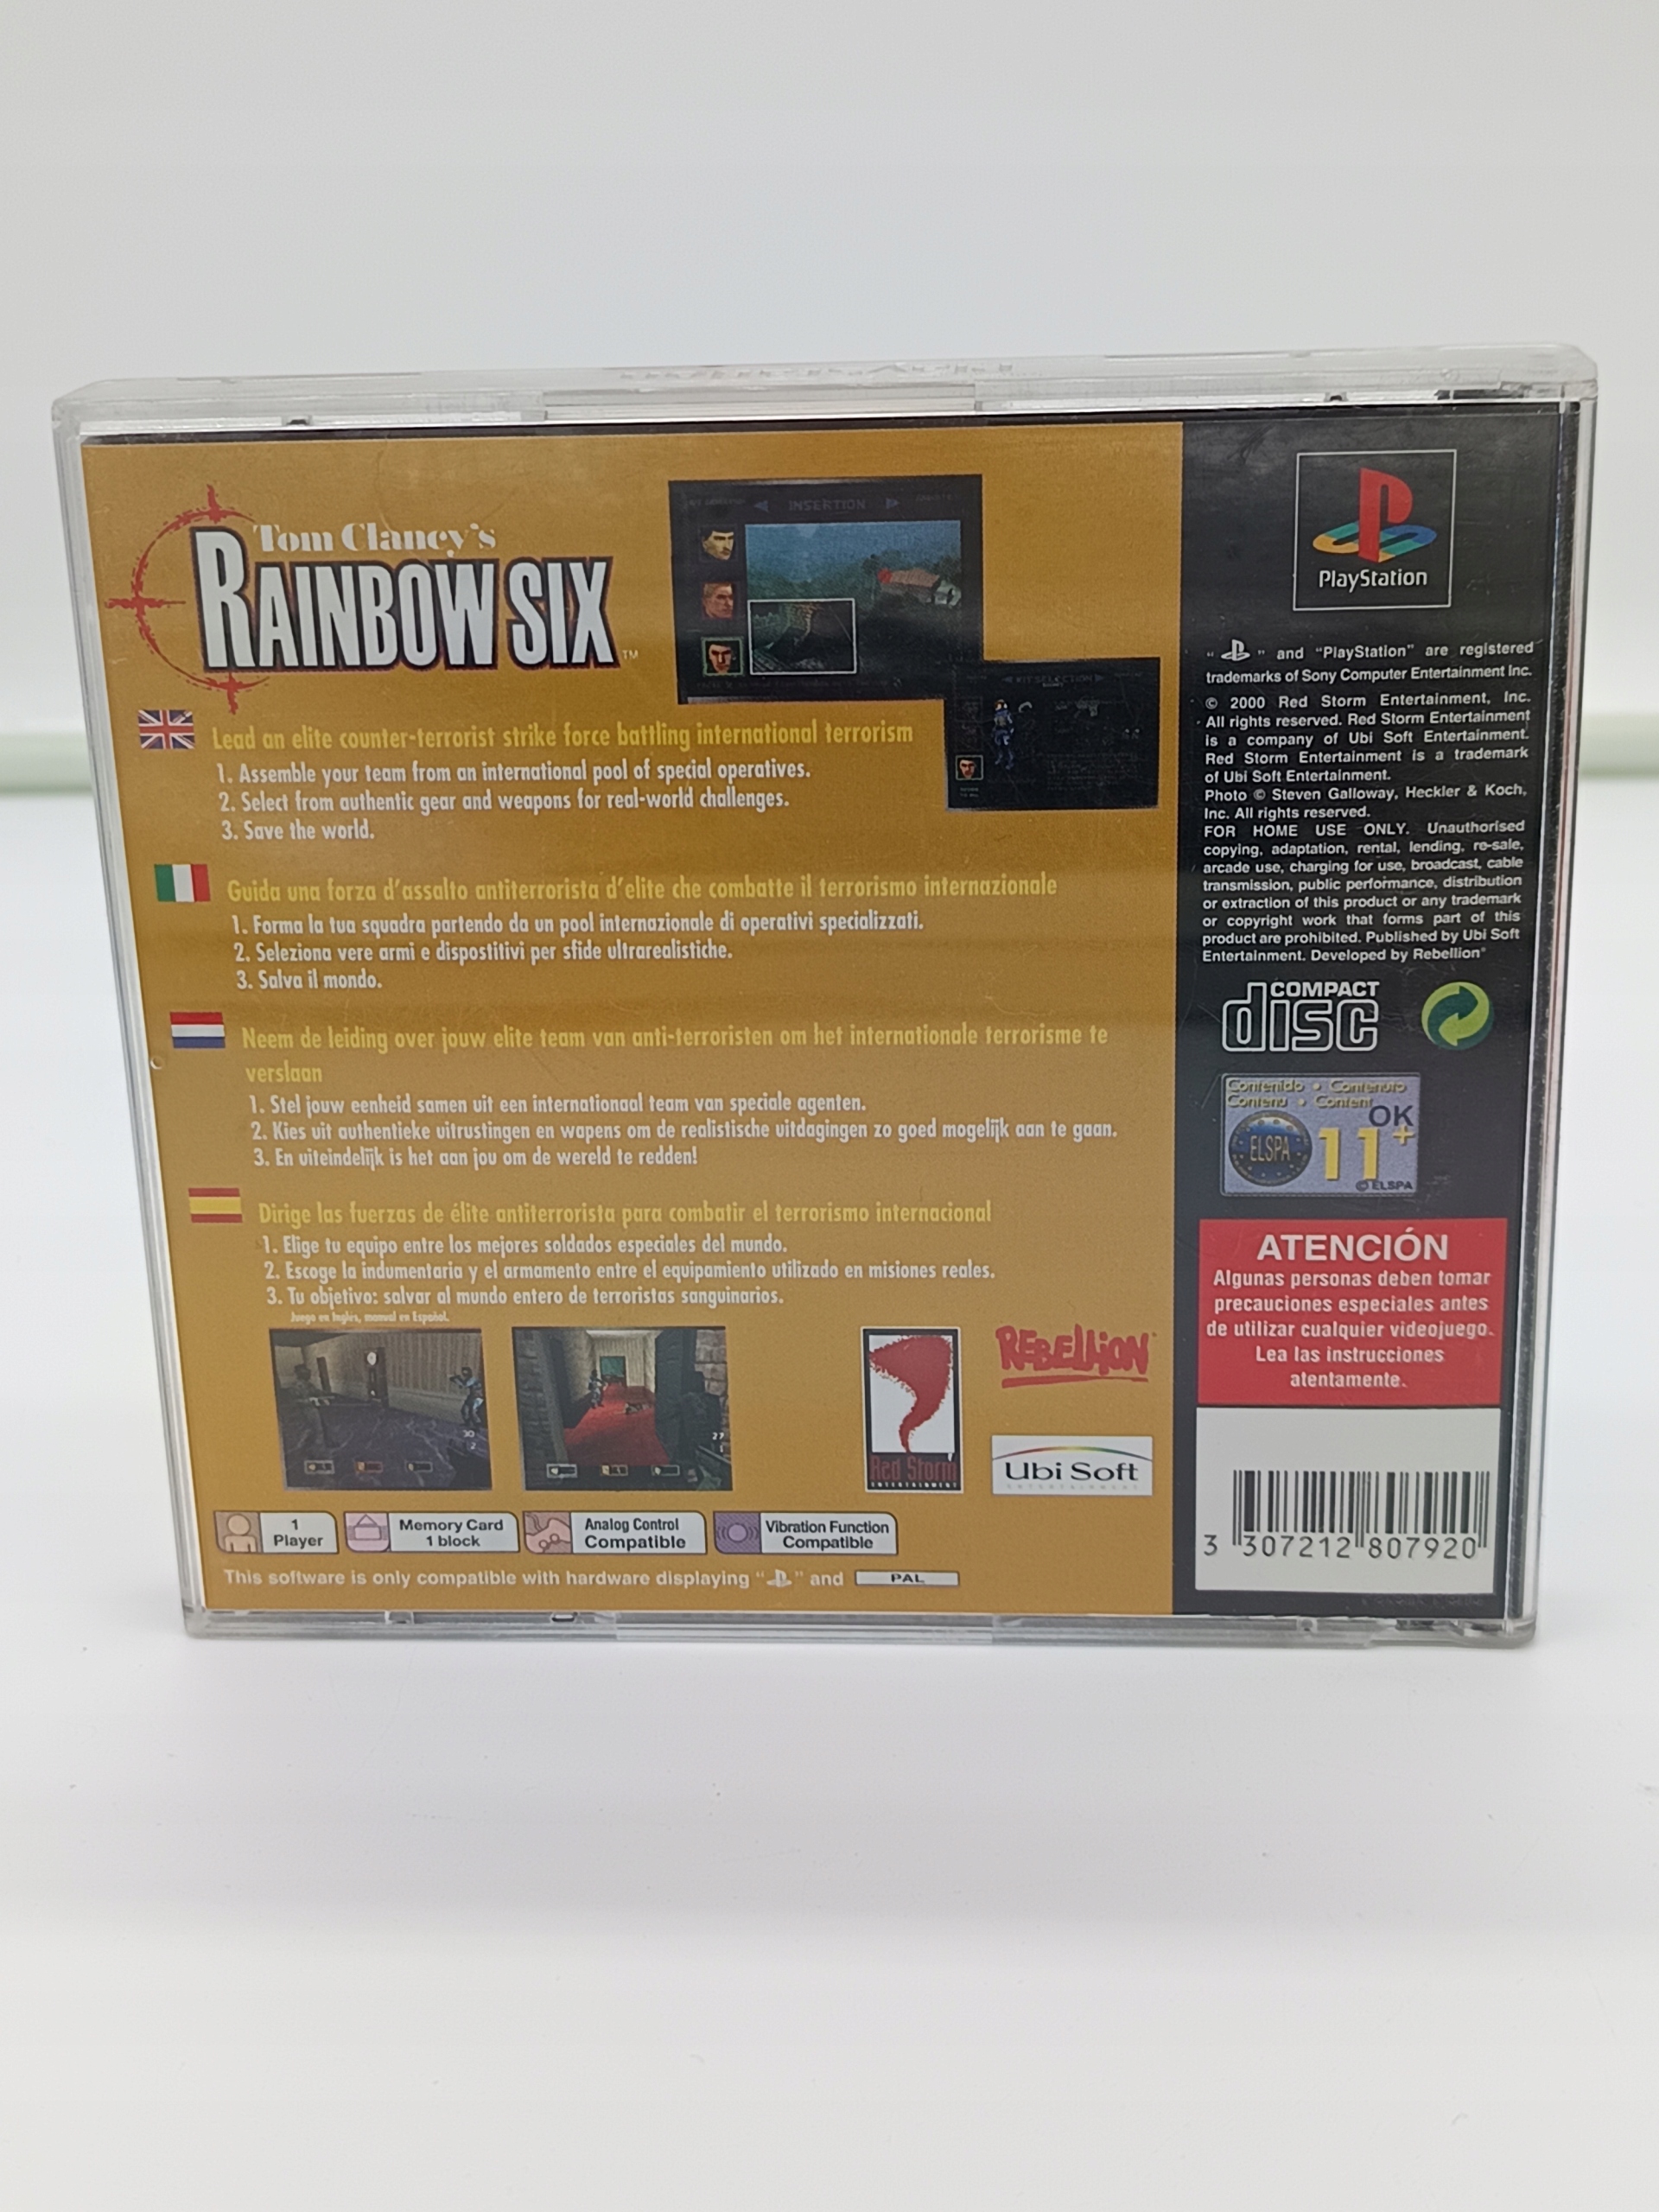 Tom Clancy's
RAINBOW SIX™
INSERTION
KIT SELECTION
Lead an elite counter-terrorist strike force battling international terrorism
1. Assemble your team from an international pool of special operatives.
2. Select from authentic gear and weapons for real-world challenges.
3. Save the world.
Guida una forza d'assalto antiterrorista d'elite che combatte il terrorismo internazionale
1. Forma la tua squadra partendo da un pool internazionale di operativi specializzati.
2. Seleziona vere armi e dispostitivi per sfide ultrarealistiche.
3. Salva il mondo.
Neem de leiding over jouw elite team van anti-terroristen om het internationale terrorisme te
verslaan
1. Stel jouw eenheid samen uit een internationaal team van speciale agenten.
2. Kies uit authentieke uitrustingen en wapens om de realistische uitdagingen zo goed mogelijk aan te gaan.
3. En uiteindelijk is het aan jou om de wereld te redden!
Dirige las fuerzas de élite antiterrorista para combatir el terrorismo internacional
1. Elige tu equipo entre los mejores soldados especiales del mundo.
2. Escoge la indumentaria y el armamento entre el equipamiento utilizado en misiones reales.
3. Tu objetivo: salvar al mundo entero de terroristas sanguinarios.
Juego en Inglés, manual en Español.
30
2
27
1
Red Storm
ENTERTAINMENT
REBELLION
Ubi Soft
ENTERTAINMENT
1
Player
Memory Card
1 block
Analog Control
Compatible
Vibration Function
Compatible
This software is only compatible with hardware displaying " " and PAL
PlayStation
" " and "PlayStation" are registered
trademarks of Sony Computer Entertainment Inc.
© 2000 Red Storm Entertainment, Inc.
All rights reserved. Red Storm Entertainment
is a company of Ubi Soft Entertainment.
Red Storm Entertainment is a trademark
of Ubi Soft Entertainment.
Photo © Steven Galloway, Heckler & Koch,
Inc. All rights reserved.
FOR HOME USE ONLY. Unauthorised
copying, adaptation, rental, lending, re-sale,
arcade use, charging for use, broadcast, cable
transmission, public performance, distribution
or extraction of this product or any trademark
or copyright work that forms part of this
product are prohibited. Published by Ubi Soft
Entertainment. Developed by Rebellion®
COMPACT
disc
Contenido • Contenuto
Contenu • Content
OK
ELSPA
11+
© ELSPA
ATENCIÓN
Algunas personas deben tomar
precauciones especiales antes
de utilizar cualquier videojuego.
Lea las instrucciones
atentamente.
3 307212 807920